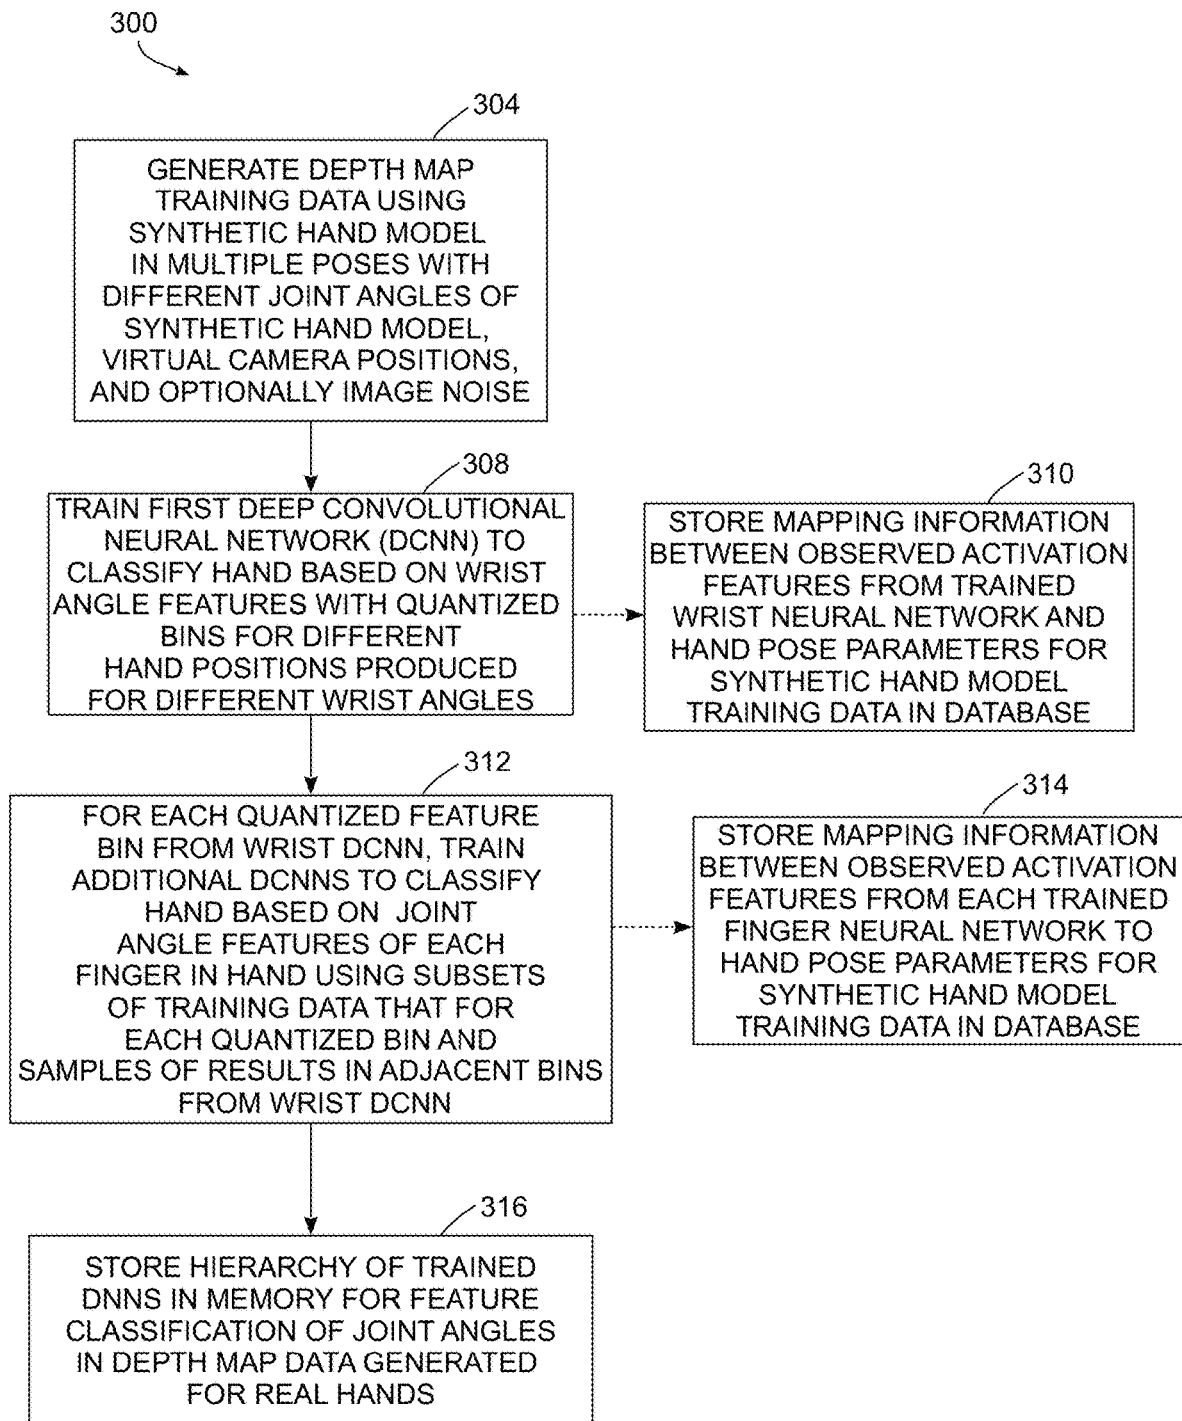 300
304
GENERATE DEPTH MAP
TRAINING DATA USING
SYNTHETIC HAND MODEL
IN MULTIPLE POSES WITH
DIFFERENT JOINT ANGLES OF
SYNTHETIC HAND MODEL,
VIRTUAL CAMERA POSITIONS,
AND OPTIONALLY IMAGE NOISE
308
TRAIN FIRST DEEP CONVOLUTIONAL
NEURAL NETWORK (DCNN) TO
CLASSIFY HAND BASED ON WRIST
ANGLE FEATURES WITH QUANTIZED
BINS FOR DIFFERENT
HAND POSITIONS PRODUCED
FOR DIFFERENT WRIST ANGLES
310
STORE MAPPING INFORMATION
BETWEEN OBSERVED ACTIVATION
FEATURES FROM TRAINED
WRIST NEURAL NETWORK AND
HAND POSE PARAMETERS FOR
SYNTHETIC HAND MODEL
TRAINING DATA IN DATABASE
312
FOR EACH QUANTIZED FEATURE
BIN FROM WRIST DCNN, TRAIN
ADDITIONAL DCNNS TO CLASSIFY
HAND BASED ON JOINT
ANGLE FEATURES OF EACH
FINGER IN HAND USING SUBSETS
OF TRAINING DATA THAT FOR
EACH QUANTIZED BIN AND
SAMPLES OF RESULTS IN ADJACENT BINS
FROM WRIST DCNN
314
STORE MAPPING INFORMATION
BETWEEN OBSERVED ACTIVATION
FEATURES FROM EACH TRAINED
FINGER NEURAL NETWORK TO
HAND POSE PARAMETERS FOR
SYNTHETIC HAND MODEL
TRAINING DATA IN DATABASE
316
STORE HIERARCHY OF TRAINED
DNNS IN MEMORY FOR FEATURE
CLASSIFICATION OF JOINT ANGLES
IN DEPTH MAP DATA GENERATED
FOR REAL HANDS